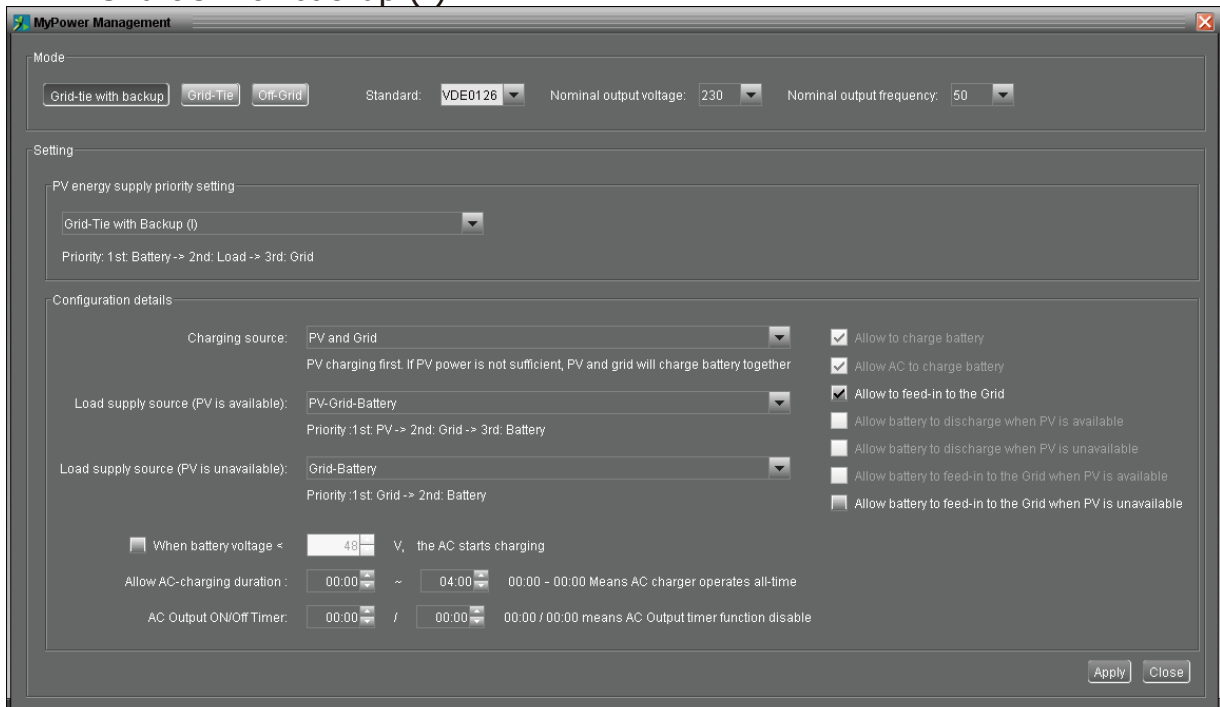 MyPower Management
Mode
Grid-tie with backup Grid-Tie Off-Grid Standard: VDE0126 Nominal output voltage: 230 Nominal output frequency: 50
Setting
PV energy supply priority setting
Grid-Tie with Backup (I)
Priority: 1st: Battery -> 2nd: Load -> 3rd: Grid
Configuration details
Charging source: PV and Grid
PV charging first. If PV power is not sufficient, PV and grid will charge battery together
Load supply source (PV is available): PV-Grid-Battery
Priority :1st: PV -> 2nd: Grid -> 3rd: Battery
Load supply source (PV is unavailable): Grid-Battery
Priority :1st: Grid -> 2nd: Battery
Allow to charge battery
Allow AC to charge battery
Allow to feed-in to the Grid
Allow battery to discharge when PV is available
Allow battery to discharge when PV is unavailable
Allow battery to feed-in to the Grid when PV is available
Allow battery to feed-in to the Grid when PV is unavailable
When battery voltage < 48 V, the AC starts charging
Allow AC-charging duration : 00:00 ~ 04:00 00:00 - 00:00 Means AC charger operates all-time
AC Output ON/Off Timer: 00:00 / 00:00 00:00 / 00:00 means AC Output timer function disable
Apply Close